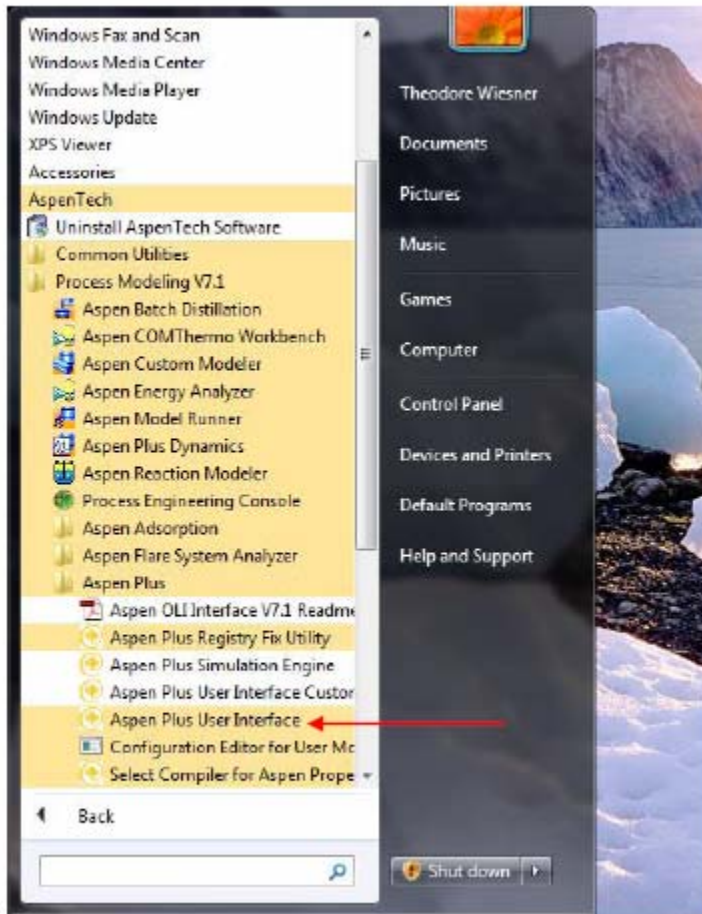 Windows Fax and Scan
Windows Media Center
Windows Media Player
Windows Update
XPS Viewer
Accessories
AspenTech
Uninstall AspenTech Software
Common Utilities
Process Modeling V7.1
Aspen Batch Distillation
Aspen COMThermo Workbench
Aspen Custom Modeler
Aspen Energy Analyzer
Aspen Model Runner
Aspen Plus Dynamics
Aspen Reaction Modeler
Process Engineering Console
Aspen Adsorption
Aspen Flare System Analyzer
Aspen Plus
Aspen OLI Interface V7.1 Readme
Aspen Plus Registry Fix Utility
Aspen Plus Simulation Engine
Aspen Plus User Interface Custor
Aspen Plus User Interface
Configuration Editor for User Mc
Select Compiler for Aspen Prope
Back
Theodore Wiesner
Documents
Pictures
Music
Games
Computer
Control Panel
Devices and Printers
Default Programs
Help and Support
Shut down